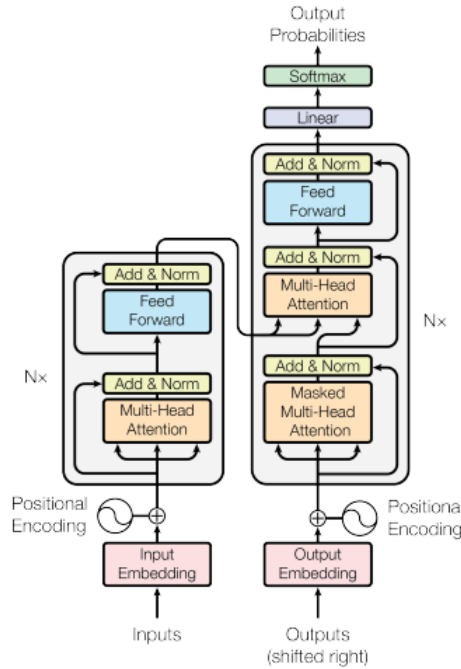 Output
Probabilities
Softmax
Linear
Add & Norm
Feed
Forward
Add & Norm
Multi-Head
Attention
Nx
Add & Norm
Masked
Multi-Head
Attention
Add & Norm
Feed
Forward
Nx
Add & Norm
Multi-Head
Attention
Positional
Encoding
Positional
Encoding
Input
Embedding
Output
Embedding
Inputs
Outputs
(shifted right)